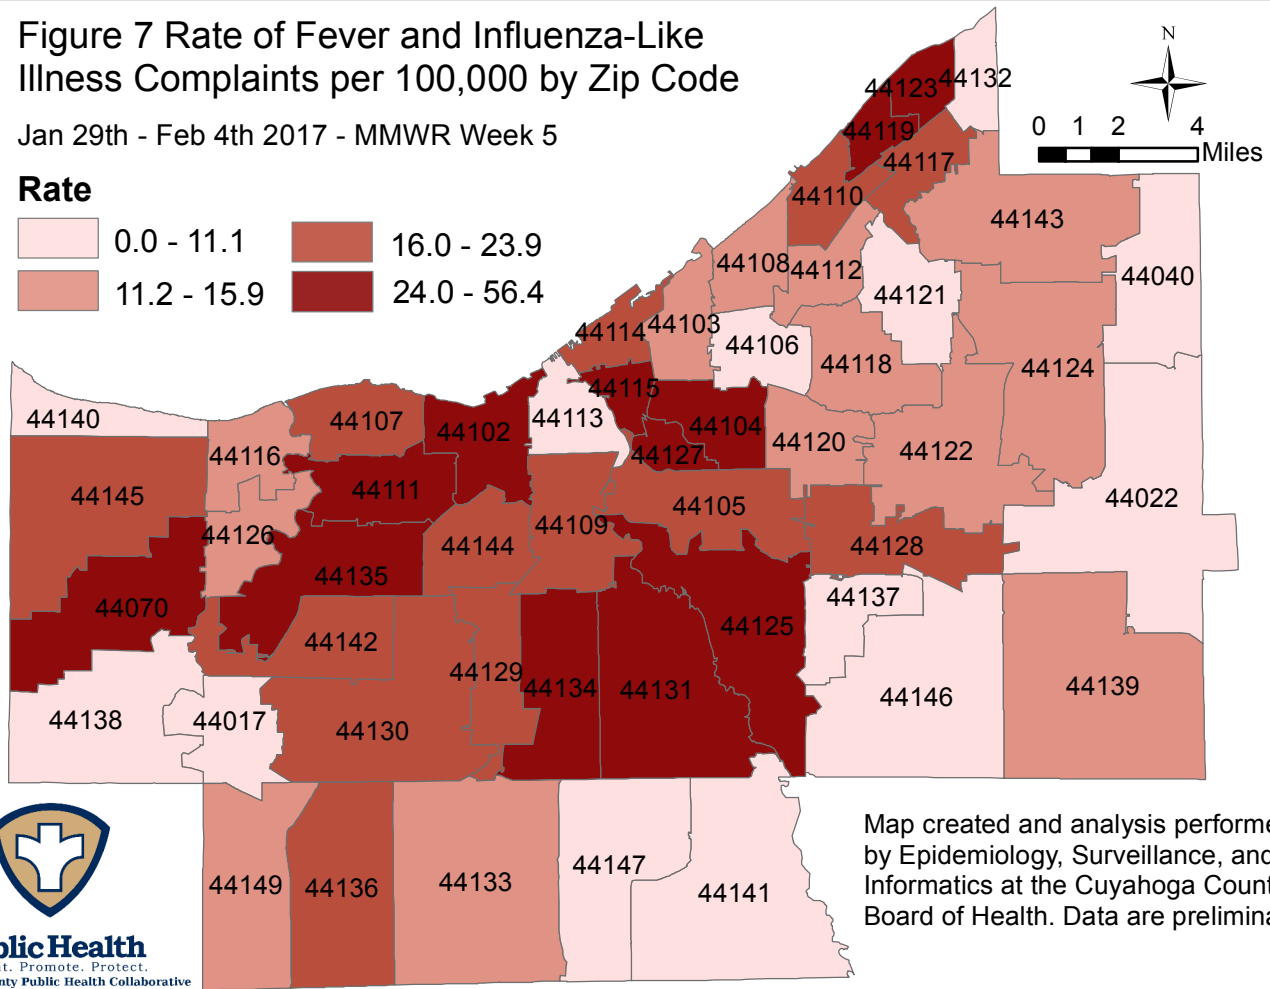 Figure 7 Rate of Fever and Influenza-Like
Illness Complaints per 100,000 by Zip Code
Jan 29th - Feb 4th 2017 - MMWR Week 5
Rate
0.0 - 11.1
16.0 - 23.9
11.2 - 15.9
24.0 - 56.4
N
0 1 2 4
Miles
44132
44123
44119
44117
44110
44143
44108
44112
44040
44121
44114
44103
44106
44118
44124
44115
44140
44107
44102
44113
44104
44120
44122
44116
44127
44145
44111
44105
44022
44126
44109
44144
44128
44135
44070
44137
44125
44142
44129
44134
44131
44146
44139
44138
44017
44130
44149
44136
44133
44147
44141
Map created and analysis performe
by Epidemiology, Surveillance, and
Informatics at the Cuyahoga Count
Board of Health. Data are prelimina
blic Health
t. Promote. Protect.
nty Public Health Collaborative